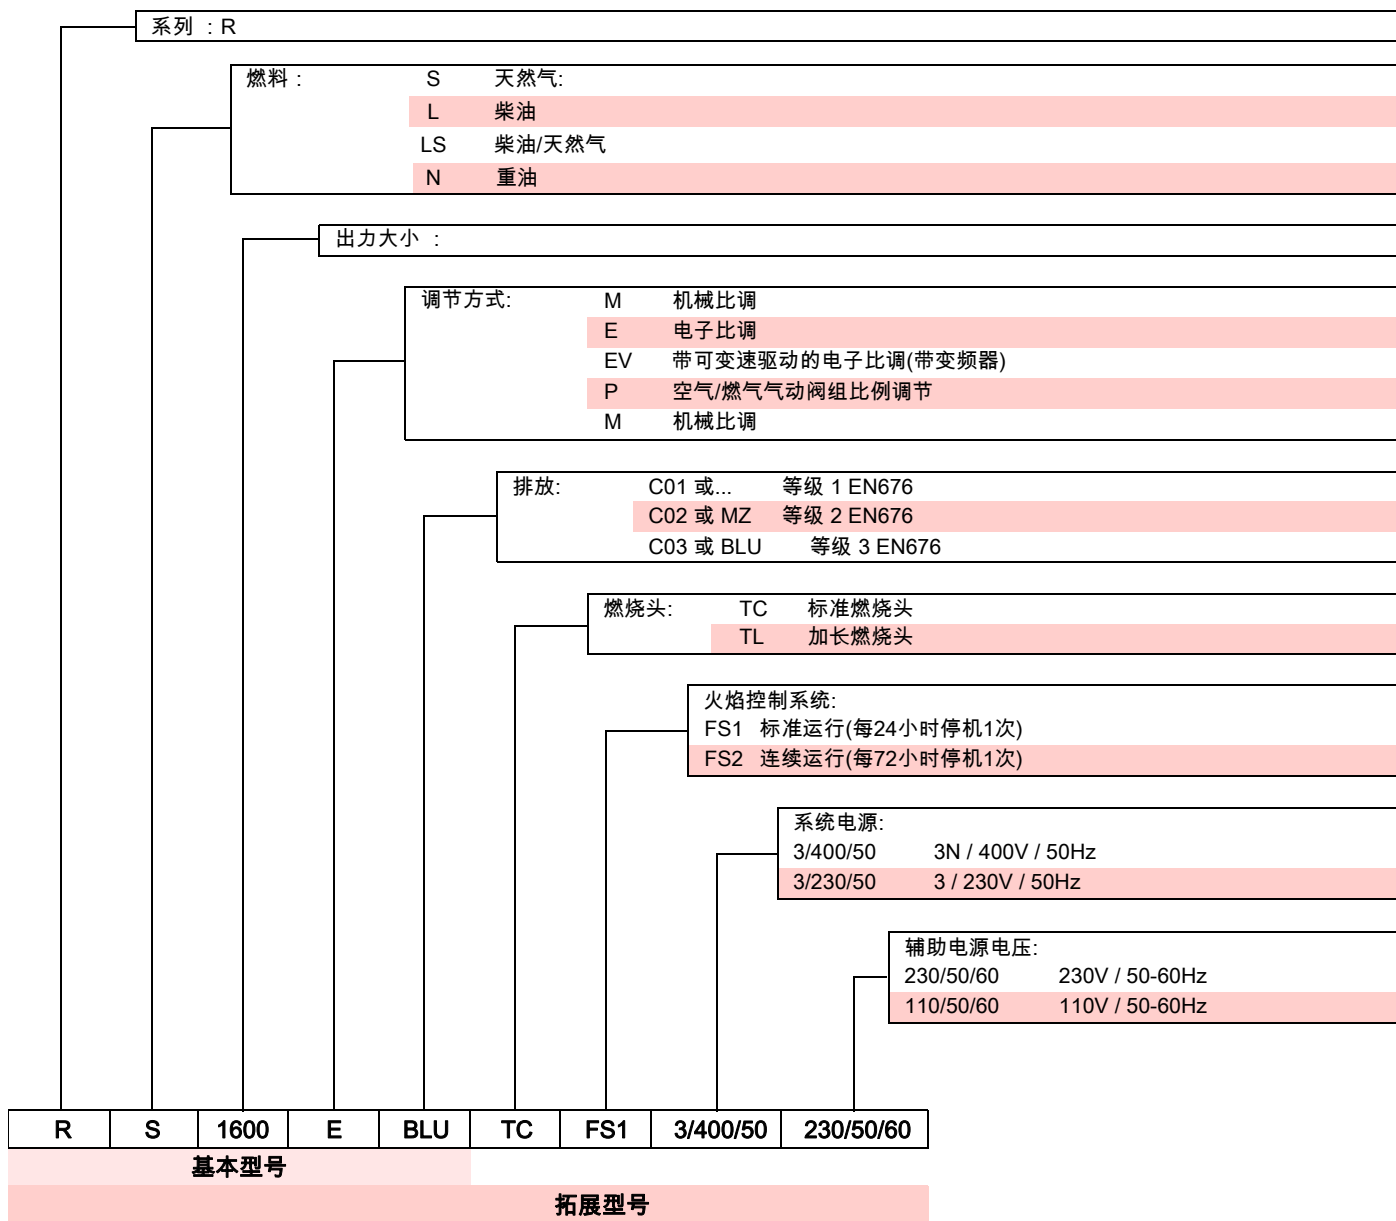 系列 : R
燃料 : S 天然气:
L 柴油
LS 柴油/天然气
N 重油
出力大小 :
调节方式: M 机械比调
E 电子比调
EV 带可变速驱动的电子比调(带变频器)
P 空气/燃气气动阀组比例调节
M 机械比调
排放: C01 或... 等级 1 EN676
C02 或 MZ 等级 2 EN676
C03 或 BLU 等级 3 EN676
燃烧头: TC 标准燃烧头
TL 加长燃烧头
火焰控制系统:
FS1 标准运行(每24小时停机1次)
FS2 连续运行(每72小时停机1次)
系统电源:
3/400/50 3N / 400V / 50Hz
3/230/50 3 / 230V / 50Hz
辅助电源电压:
230/50/60 230V / 50-60Hz
110/50/60 110V / 50-60Hz
R S 1600 E BLU TC FS1 3/400/50 230/50/60
基本型号
拓展型号